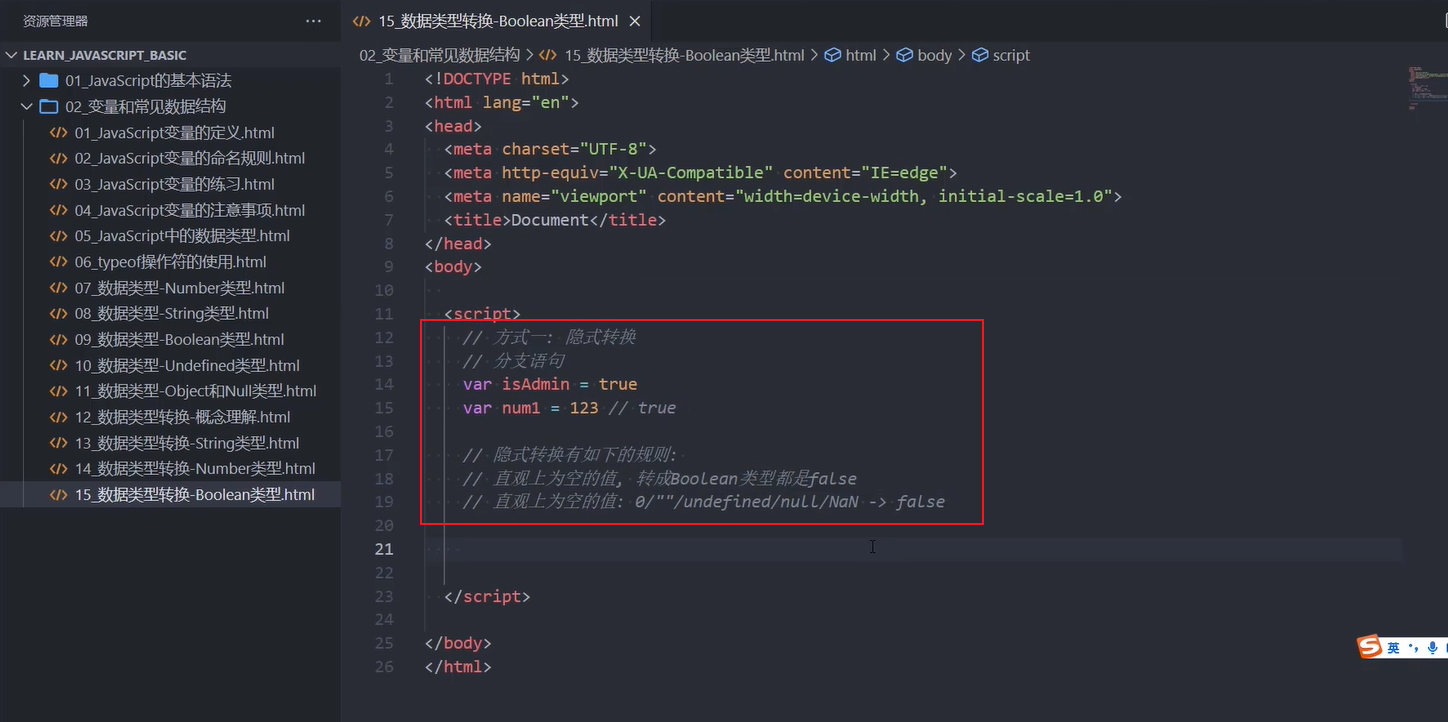 资源管理器
LEARN_JAVASCRIPT_BASIC
01_JavaScript的基本语法
02_变量和常见数据结构
01_JavaScript变量的定义.html
02_JavaScript变量的命名规则.html
03_JavaScript变量的练习.html
04_JavaScript变量的注意事项.html
05_JavaScript中的数据类型.html
06_typeof操作符的使用.html
07_数据类型-Number类型.html
08_数据类型-String类型.html
09_数据类型-Boolean类型.html
10_数据类型-Undefined类型.html
11_数据类型-Object和Null类型.html
12_数据类型转换-概念理解.html
13_数据类型转换-String类型.html
14_数据类型转换-Number类型.html
15_数据类型转换-Boolean类型.html
15_数据类型转换-Boolean类型.html
02_变量和常见数据结构 > 15_数据类型转换-Boolean类型.html > html > body > script
1 <!DOCTYPE html>
2 <html lang="en">
3 <head>
4 <meta charset="UTF-8">
5 <meta http-equiv="X-UA-Compatible" content="IE=edge">
6 <meta name="viewport" content="width=device-width, initial-scale=1.0">
7 <title>Document</title>
8 </head>
9 <body>
10
11 <script>
12 // 方式一: 隐式转换
13 // 分支语句
14 var isAdmin = true
15 var num1 = 123 // true
16
17 // 隐式转换有如下的规则:
18 // 直观上为空的值, 转成Boolean类型都是false
19 // 直观上为空的值: 0/""/undefined/null/NaN -> false
20
21
22
23 </script>
24
25 </body>
26 </html>
英